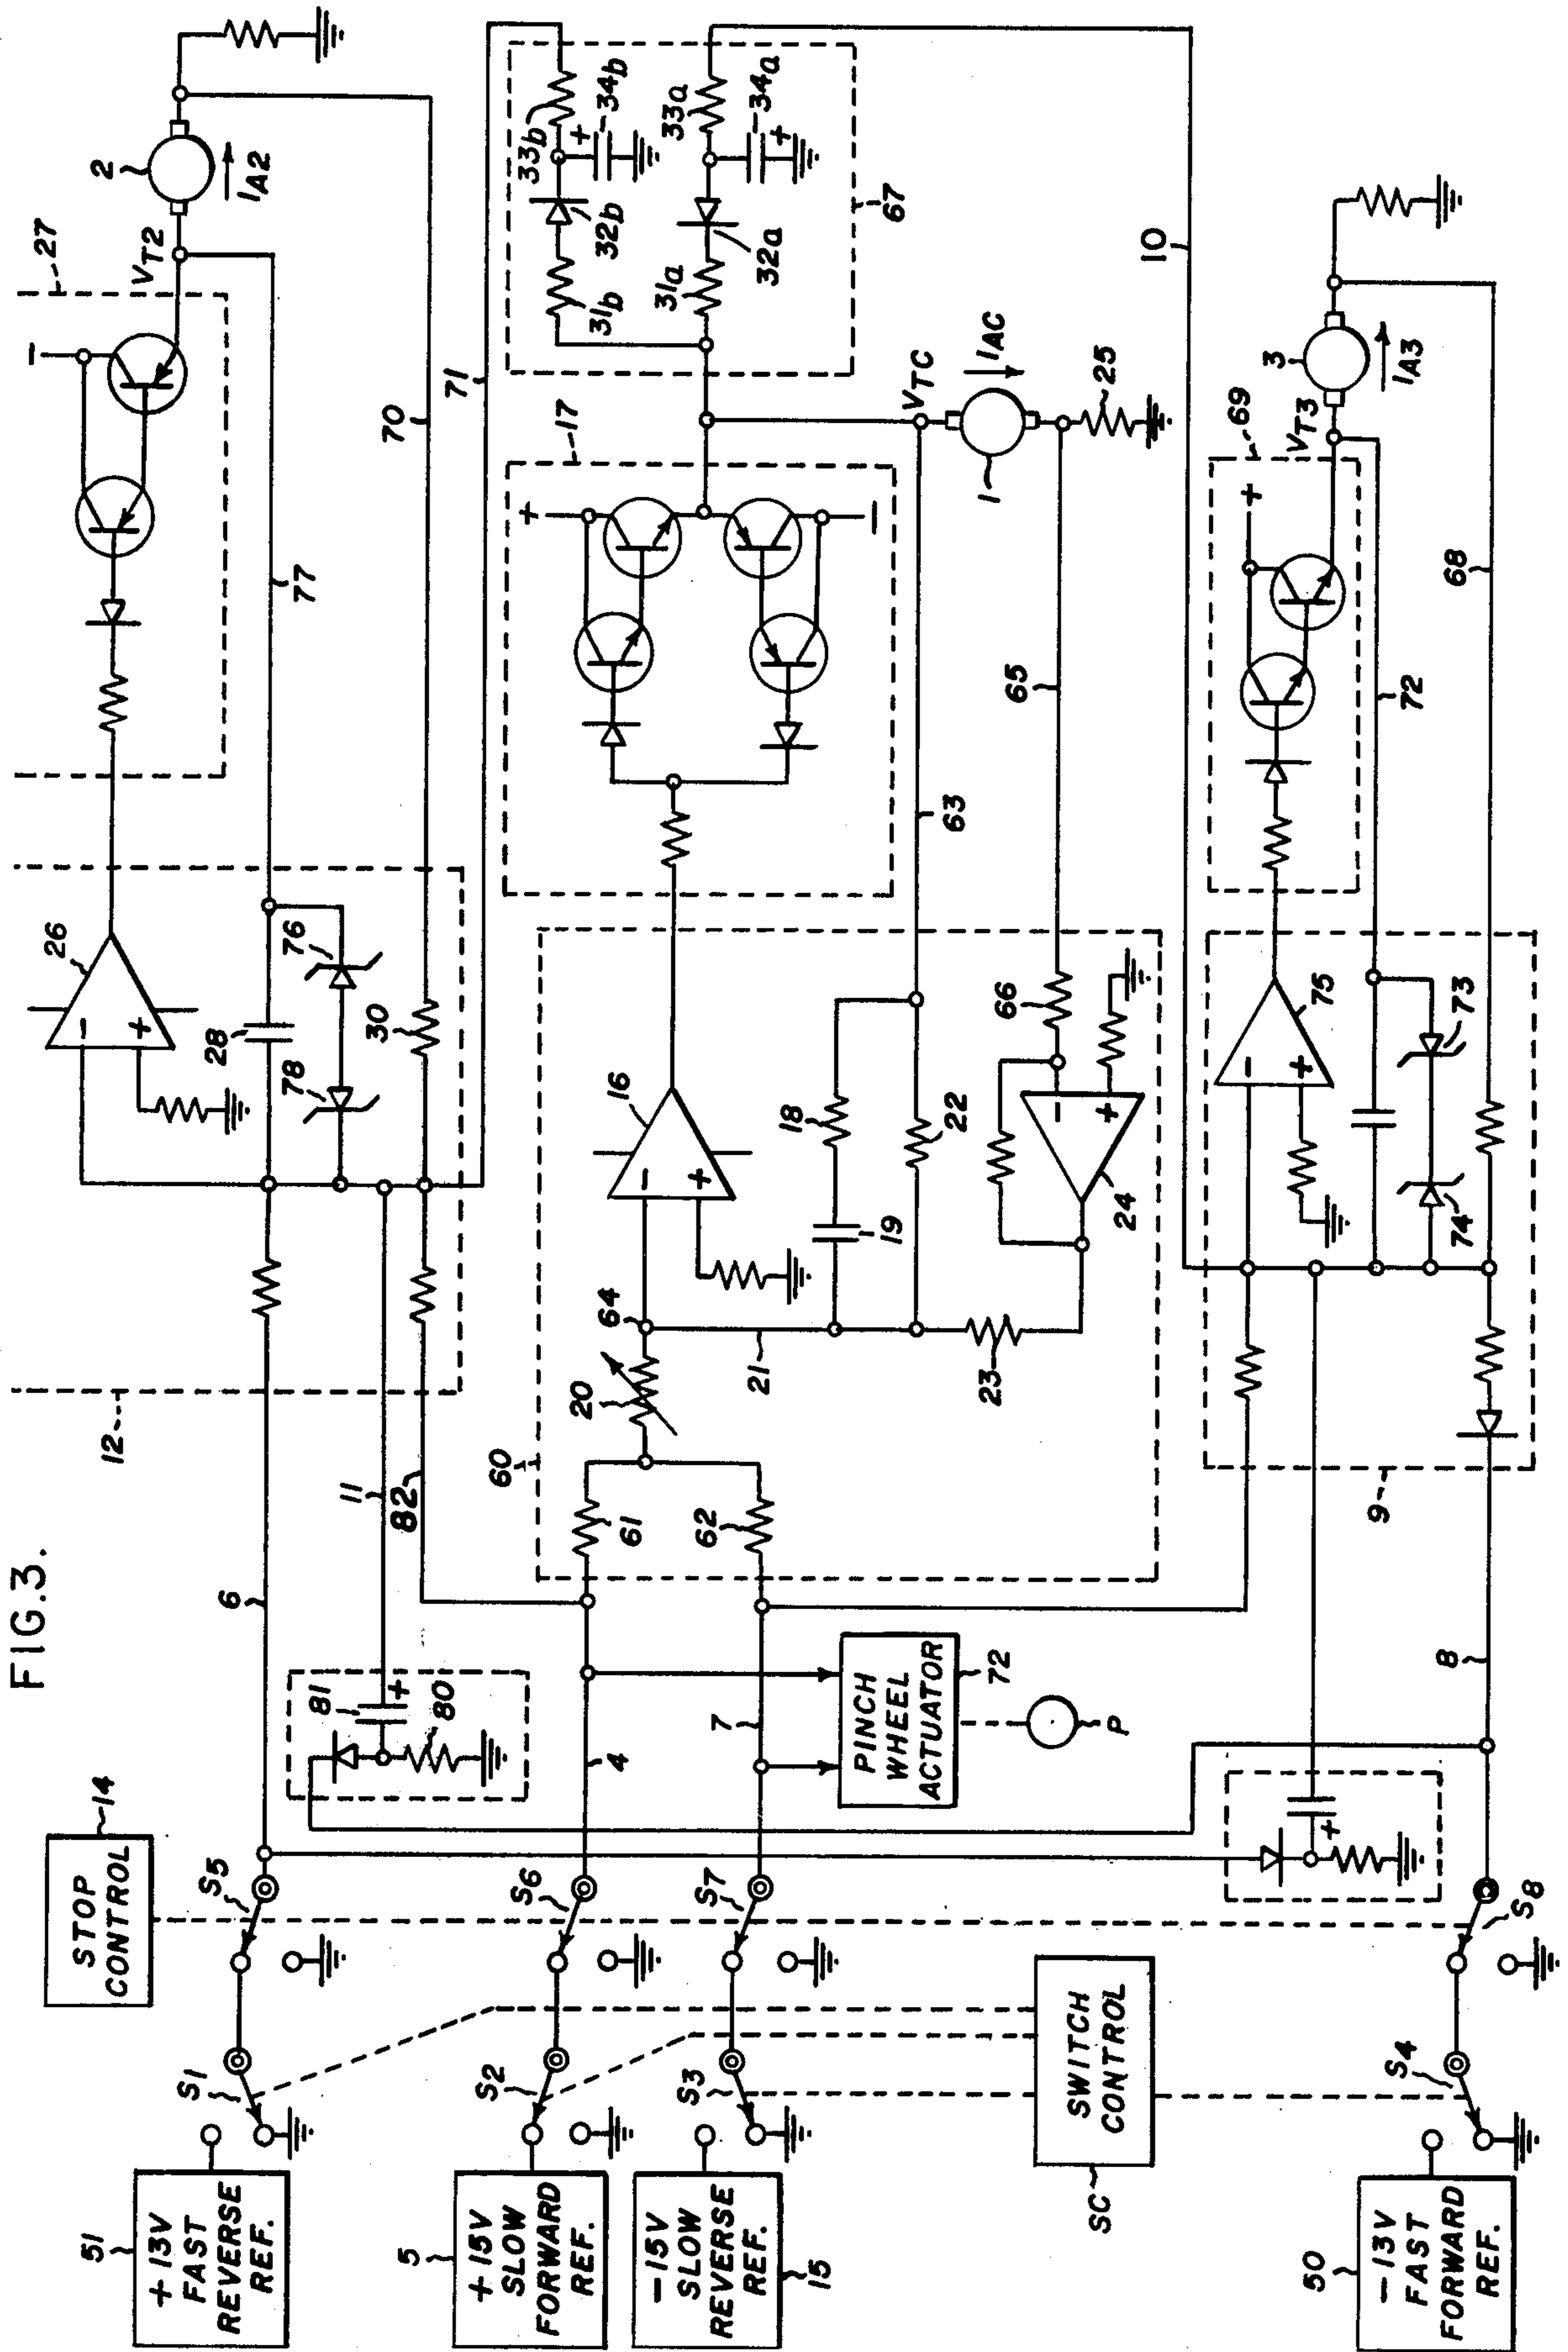 FIG.3.
51
+13V
FAST
REVERSE
REF.
S1
STOP
CONTROL
14
S5
6
12
26
-
+
28
78
76
30
27
-
VT2
2
IA2
77
70
71
81
+
80
11
82
5
+15V
SLOW
FORWARD
REF.
S2
S6
4
-15V
SLOW
REVERSE
REF.
15
S3
S7
7
PINCH
WHEEL
ACTUATOR
72
P
60
61
62
20
64
21
16
-
+
18
19
22
23
24
-
+
66
63
65
17
+
-
31b
32b
33b
+
34b
31a
32a
33a
34a
+
67
VTC
1
IAC
25
10
SWITCH
CONTROL
SC
50
-13V
FAST
FORWARD
REF.
S4
S8
+
8
9
75
-
+
73
74
69
+
VT3
3
IA3
72
68